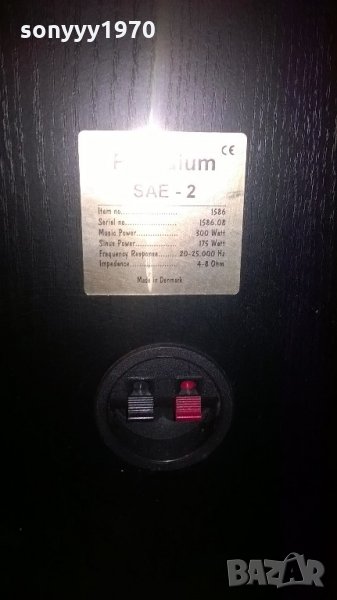 sonyyy1970
CE
SAE - 2
Item no.................... 1586
Serial no.................. 1586.08
Music Power.............. 300 Watt
Sinus Power.............. 175 Watt
Frequency Response....... 20-25.000 Hz
Impedance................ 4-8 Ohm
Made in Denmark
BAZAR